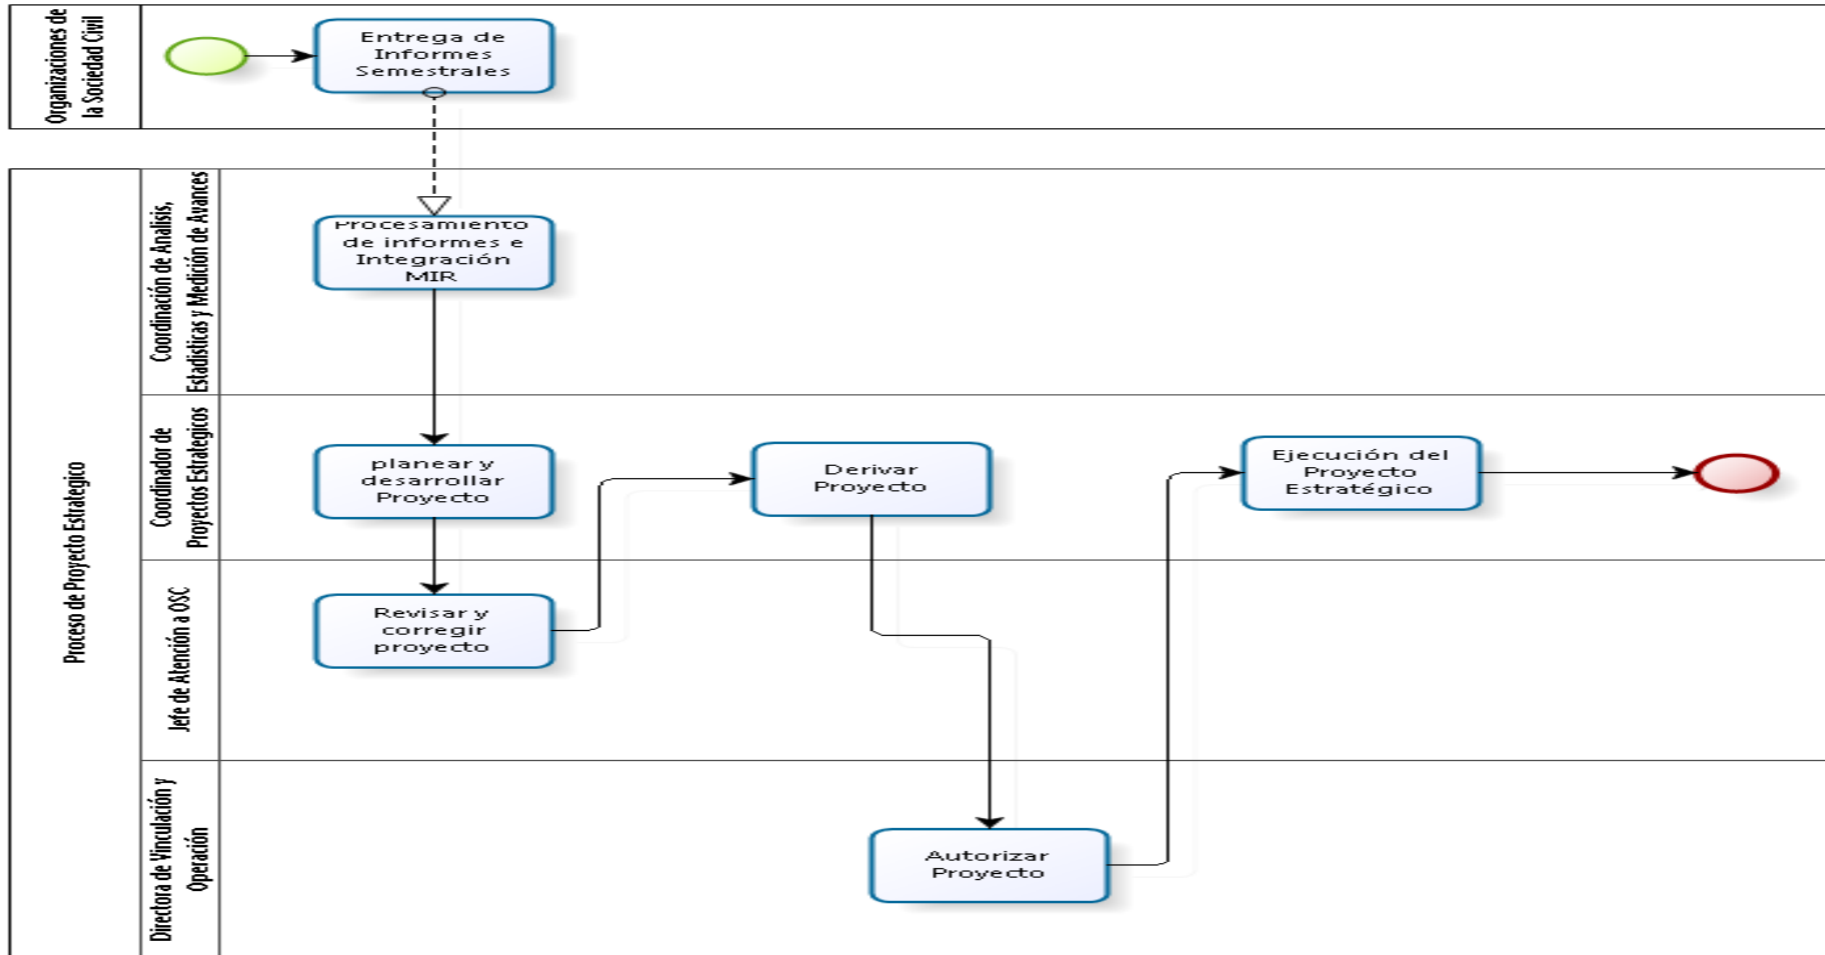 Organizaciones de
la Sociedad Civil
Entrega de
Informes
Semestrales
Proceso de Proyecto Estrategico
Coordinación de Analisis,
Estadisticas y Medición de Avances
Procesamiento
de informes e
Integración
MIR
Coordinador de
Proyectos Estrategicos
planear y
desarrollar
Proyecto
Derivar
Proyecto
Ejecución del
Proyecto
Estratégico
Jefe de Atención a OSC
Revisar y
corregir
proyecto
Directora de Vinculación y
Operación
Autorizar
Proyecto